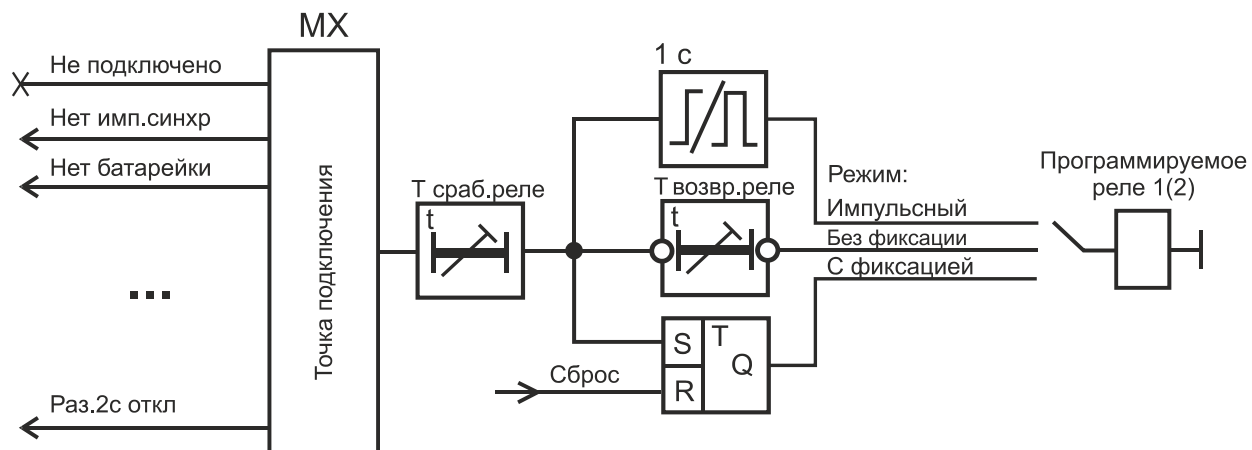 MX
Не подключено
Нет имп.синхр
Нет батарейки
...
Раз.2с откл
Точка подключения
Т сраб.реле
t
1 с
Т возвр.реле
t
S
T
Q
R
Сброс
Режим:
Импульсный
Без фиксации
С фиксацией
Программируемое
реле 1(2)